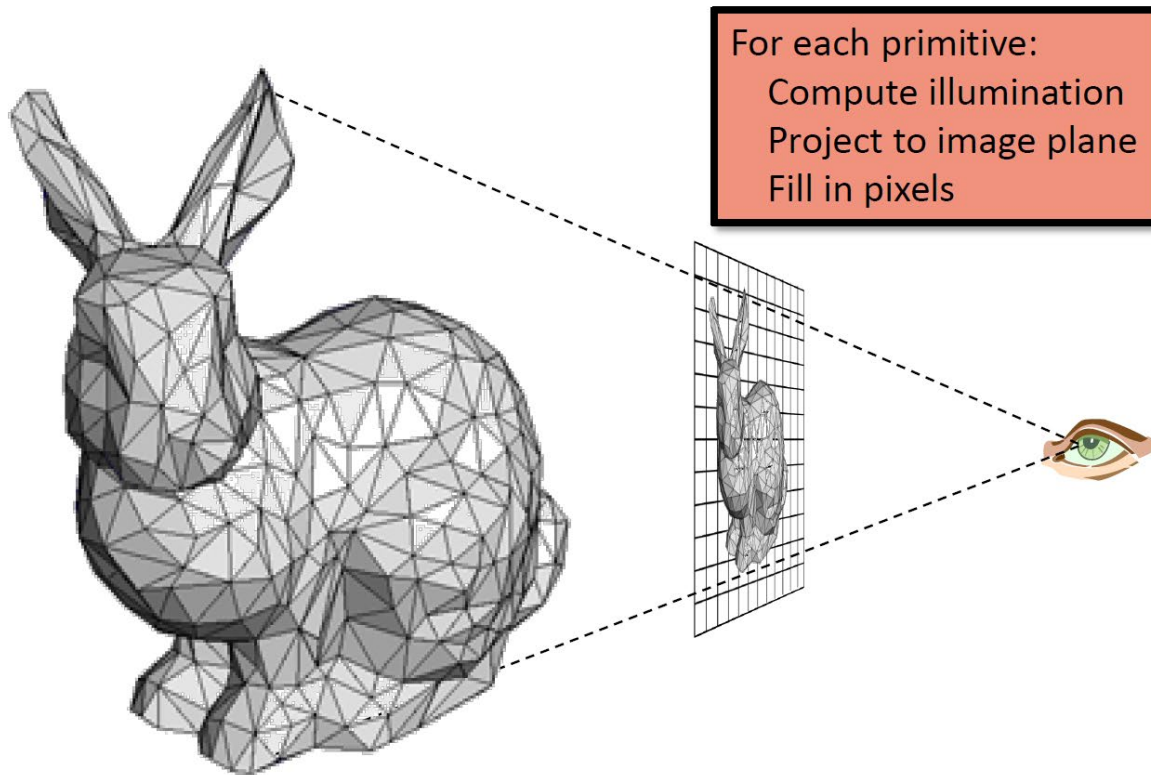 For each primitive:
Compute illumination
Project to image plane
Fill in pixels